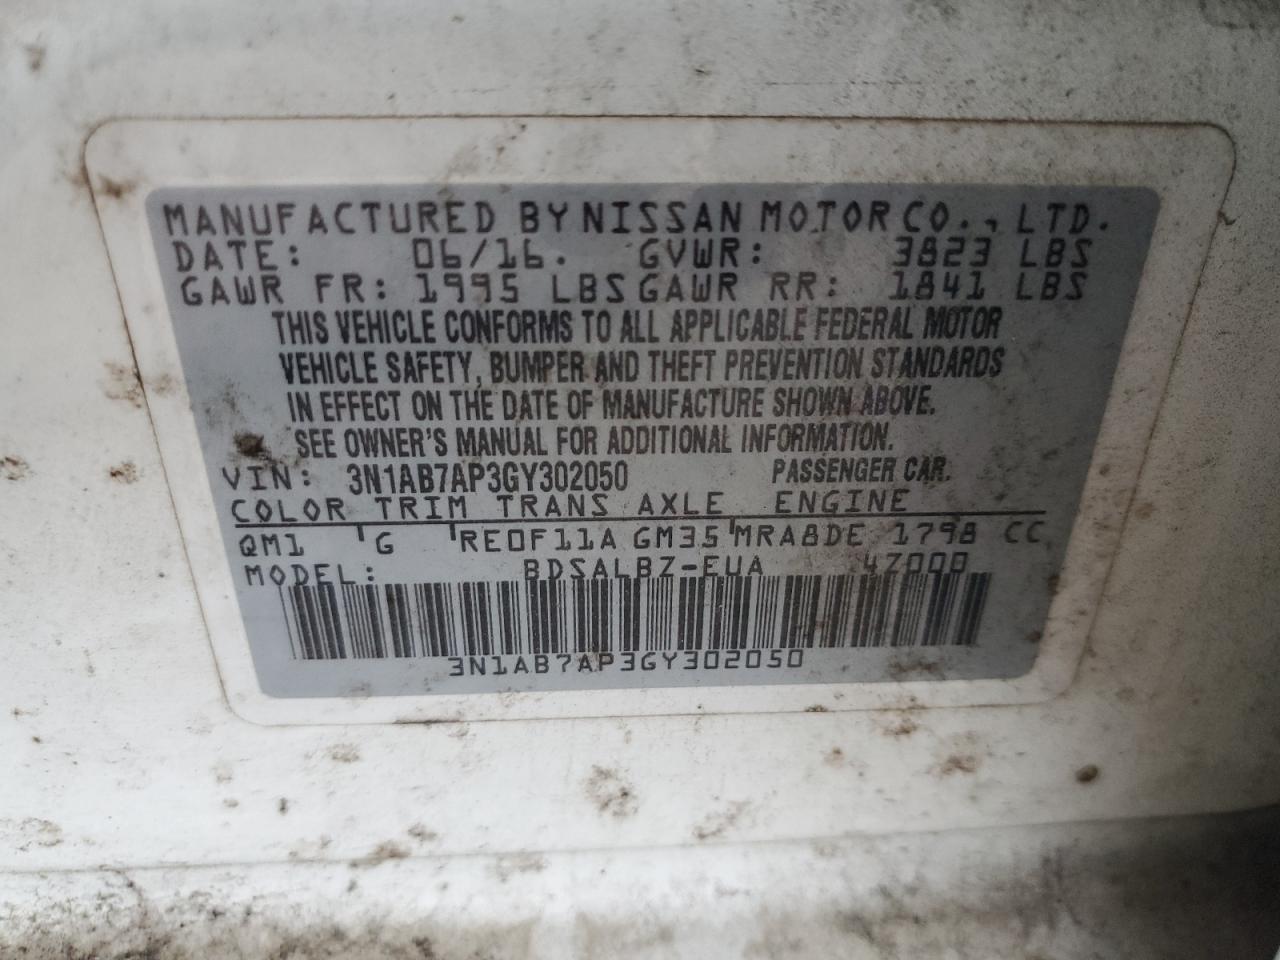 MANUFACTURED BY NISSAN MOTOR CO., LTD.
DATE: 06/16. GVWR: 3823 LBS
GAWR FR: 1995 LBS GAWR RR: 1841 LBS
THIS VEHICLE CONFORMS TO ALL APPLICABLE FEDERAL MOTOR
VEHICLE SAFETY, BUMPER AND THEFT PREVENTION STANDARDS
IN EFFECT ON THE DATE OF MANUFACTURE SHOWN ABOVE.
SEE OWNER'S MANUAL FOR ADDITIONAL INFORMATION.
VIN: 3N1AB7AP3GY302050 PASSENGER CAR.
COLOR TRIM TRANS AXLE ENGINE
QM1 G RE0F11A GM35 MRA8DE 1798 CC
MODEL: BDSALBZ-EUA 4Z000
3N1AB7AP3GY302050